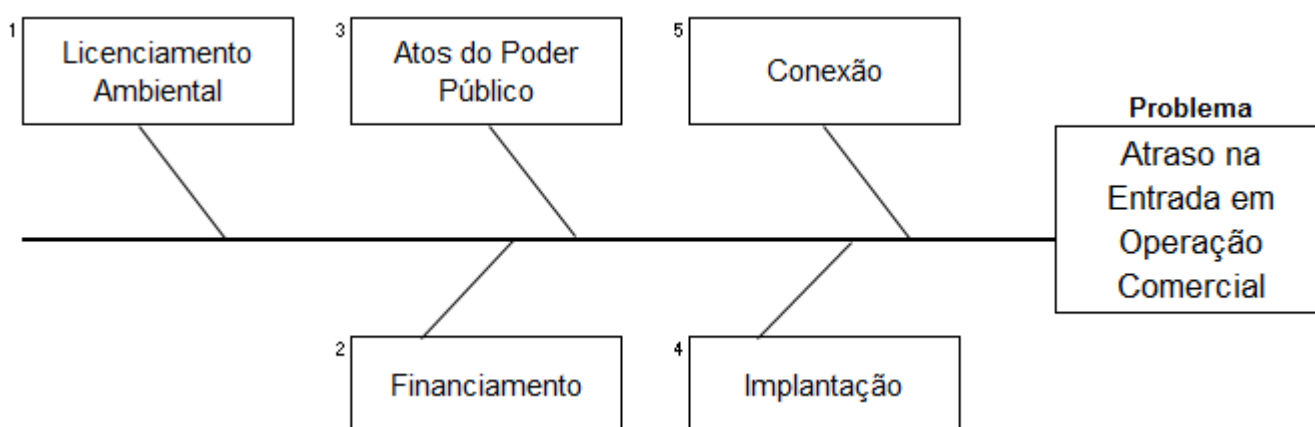 1
Licenciamento
Ambiental
3
Atos do Poder
Público
5
Conexão
Problema
Atraso na
Entrada em
Operação
Comercial
2
Financiamento
4
Implantação